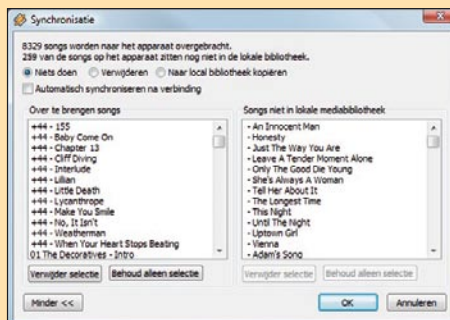 Synchronisatie
8329 songs worden naar het apparaat overgebracht.
259 van de songs op het apparaat zitten nog niet in de lokale bibliotheek.
Niets doen Verwijderen Naar local bibliotheek kopiëren
Automatisch synchroniseren na verbinding
Over te brengen songs
+44 - 155
+44 - Baby Come On
+44 - Chapter 13
+44 - Cliff Diving
+44 - Interlude
+44 - Lillian
+44 - Little Death
+44 - Lycanthrope
+44 - Make You Smile
+44 - No, It Isn't
+44 - Weatherman
+44 - When Your Heart Stops Beating
01 The Decoratives - Intro
Verwijder selectie Behoud alleen selectie
Songs niet in lokale mediabibliotheek
- An Innocent Man
- Honesty
- Just The Way You Are
- Leave A Tender Moment Alone
- Only The Good Die Young
- She's Always A Woman
- Tell Her About It
- The Longest Time
- This Night
- Until The Night
- Uptown Girl
- Vienna
- Adam's Song
Verwijder selectie Behoud alleen selectie
Minder << OK Annuleren